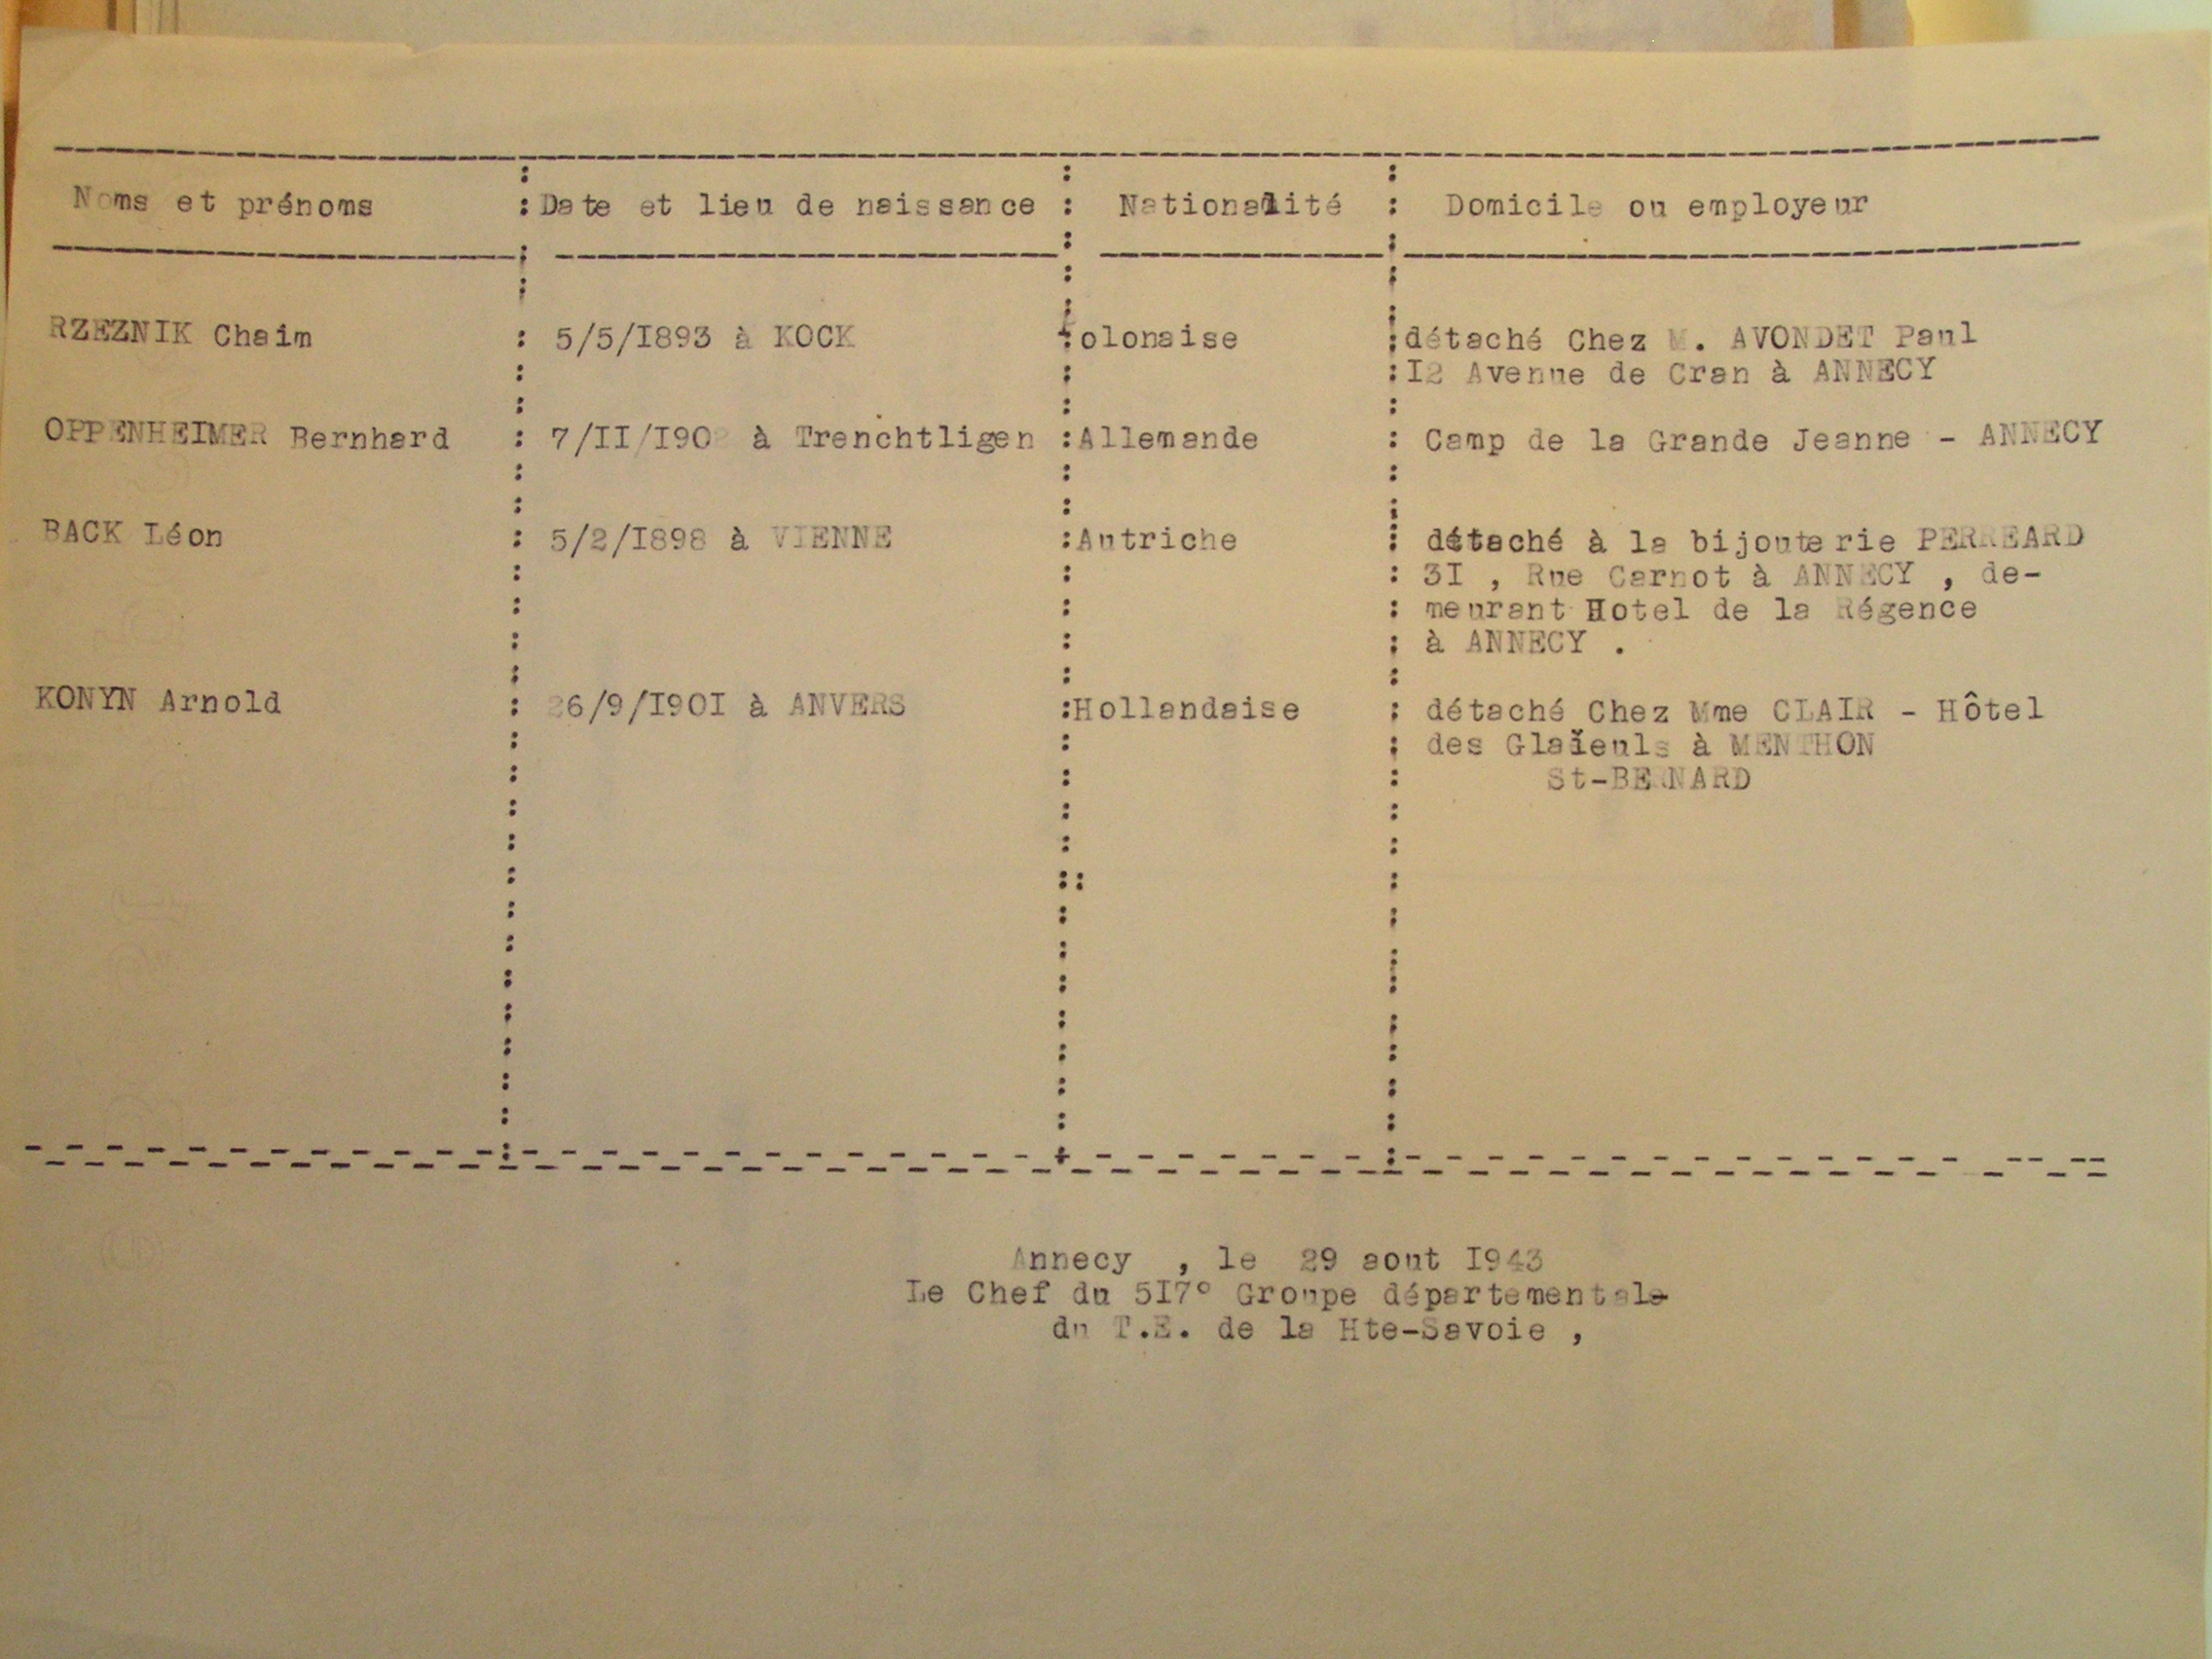 Noms et prénoms : Date et lieu de naissance : Nationalité : Domicile ou employeur
RZEZNIK Chaim : 5/5/I893 à KOCK : olonaise : détaché Chez M. AVONDET Paul
: I2 Avenue de Cran à ANNECY
OPPENHEIMER Bernhard : 7/II/I902 à Trenchtligen : Allemande : Camp de la Grande Jeanne - ANNECY
BACK Léon : 5/2/I898 à VIENNE : Autriche : détaché à la bijouterie PERREARD
: 3I , Rue Carnot à ANNECY , de-
: meurant Hotel de la Régence
: à ANNECY .
KONYN Arnold : 26/9/I90I à ANVERS : Hollandaise : détaché Chez Mme CLAIR - Hôtel
: des Glaïeuls à MENTHON
St-BERNARD
Annecy , le 29 aout I943
Le Chef du 5I7° Groupe départementale
du T.E. de la Hte-Savoie ,